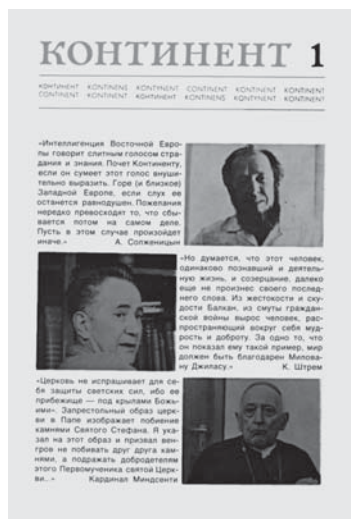 КОНТИНЕНТ 1
КОНТИНЕНТ KONTINENS KONTYNENT CONTINENT KONTINENT КОНТИНЕНТ
CONTINENT KONTINENT КОНТИНЕНТ KONTINENS KONTYNENT KONTINENT
«Интеллигенция Восточной Евро-
пы говорит слитным голосом стра-
дания и знания. Почет Континенту,
если он сумеет этот голос внуши-
тельно выразить. Горе (и близкое)
Западной Европе, если слух ее
останется равнодушен. Пожелания
нередко превосходят то, что сбы-
вается потом на самом деле.
Пусть в этом случае произойдет
иначе.» А. Солженицын
«Но думается, что этот человек,
одинаково познавший и деятель-
ную жизнь, и созерцание, далеко
еще не произнес своего послед-
него слова. Из жестокости и ску-
дости Балкан, из смуты граждан-
ской войны вырос человек, рас-
пространяющий вокруг себя муд-
рость и доброту. За одно то, что
он показал ему такой пример, мир
должен быть благодарен Милова-
ну Джиласу.» К. Штрем
«Церковь не испрашивает для се-
бя защиты светских сил, ибо ее
прибежище — под крылами Божь-
ими». Запрестольный образ церк-
ви в Папе изображает побиение
камнями Святого Стефана. Я ука-
зал на этот образ и призвал вен-
гров не побивать друг друга кам-
нями, а подражать добродетелям
этого Первомученика святой Церк-
ви..» Кардинал Миндсенти